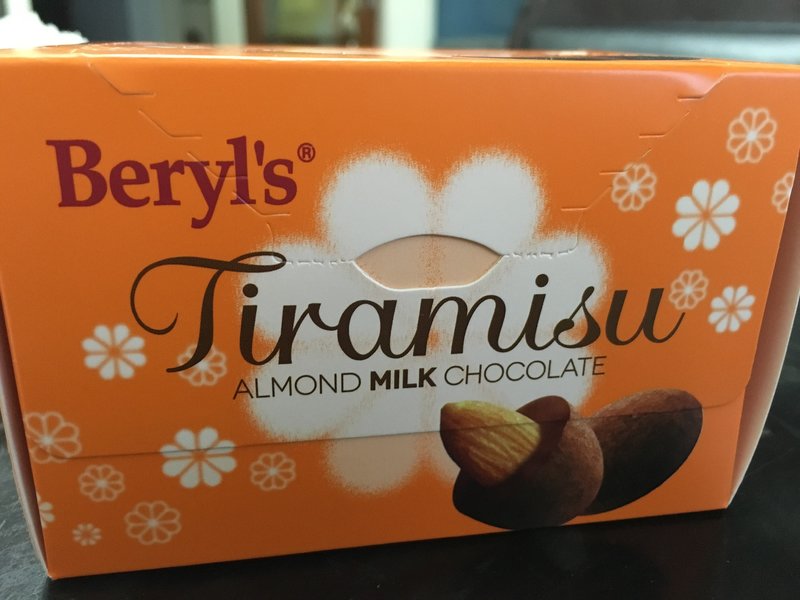 Beryl's®
Tiramisu
ALMOND MILK CHOCOLATE